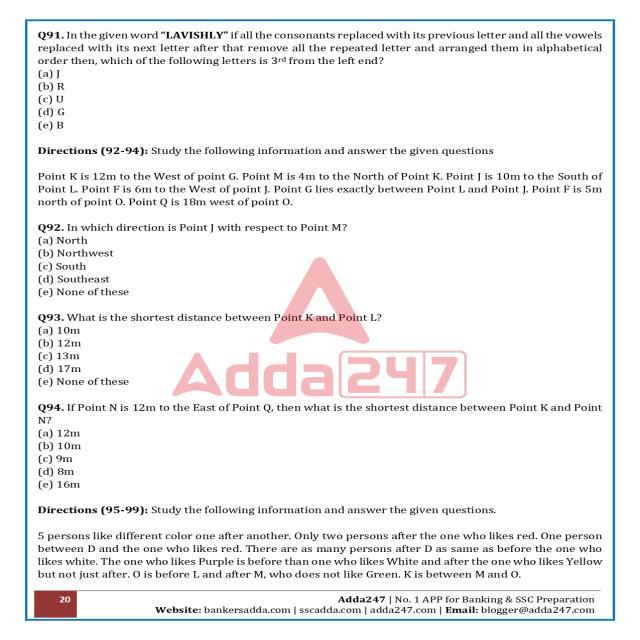 Q91. In the given word "LAVISHLY" if all the consonants replaced with its previous letter and all the vowels
replaced with its next letter after that remove all the repeated letter and arranged them in alphabetical
order then, which of the following letters is 3rd from the left end?
(a) J
(b) R
(c) U
(d) G
(e) B
Directions (92-94): Study the following information and answer the given questions
Point K is 12m to the West of point G. Point M is 4m to the North of Point K. Point J is 10m to the South of
Point L. Point F is 6m to the West of point J. Point G lies exactly between Point L and Point J. Point F is 5m
north of point O. Point Q is 18m west of point O.
Q92. In which direction is Point J with respect to Point M?
(a) North
(b) Northwest
(c) South
(d) Southeast
(e) None of these
Q93. What is the shortest distance between Point K and Point L?
(a) 10m
(b) 12m
(c) 13m
(d) 17m
(e) None of these
Adda247
Q94. If Point N is 12m to the East of Point Q, then what is the shortest distance between Point K and Point
N?
(a) 12m
(b) 10m
(c) 9m
(d) 8m
(e) 16m
Directions (95-99): Study the following information and answer the given questions.
5 persons like different color one after another. Only two persons after the one who likes red. One person
between D and the one who likes red. There are as many persons after D as same as before the one who
likes white. The one who likes Purple is before than one who likes White and after the one who likes Yellow
but not just after. O is before L and after M, who does not like Green. K is between M and O.
20
Adda247 | No. 1 APP for Banking & SSC Preparation
Website: bankersadda.com | sscadda.com | adda247.com | Email: blogger@adda247.com